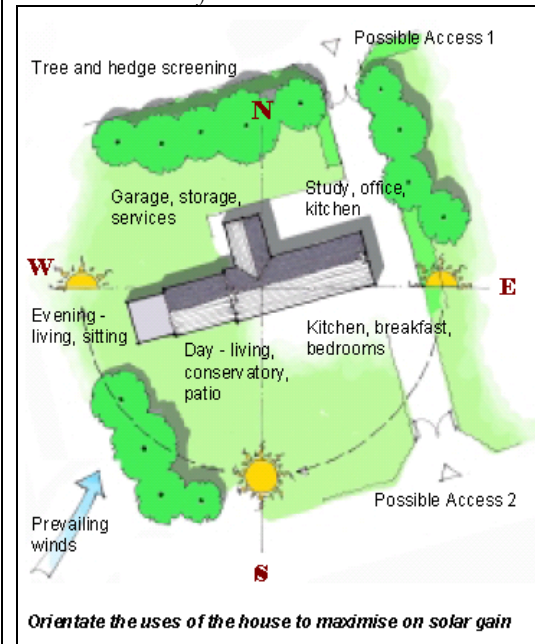 Possible Access 1
Tree and hedge screening
N
Garage, storage,
services
Study, office,
kitchen
W
E
Evening -
living, sitting
Day - living,
conservatory,
patio
Kitchen, breakfast,
bedrooms
Possible Access 2
Prevailing
winds
S
Orientate the uses of the house to maximise on solar gain